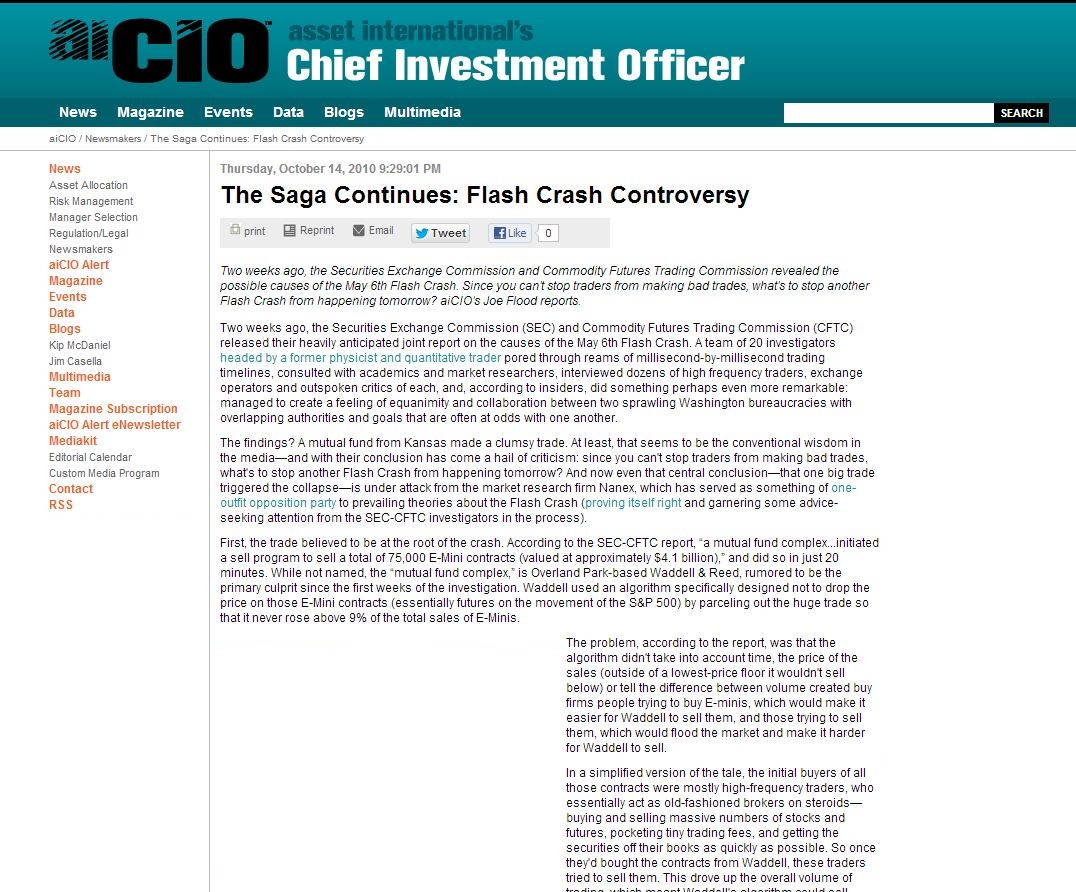 aiCIO™ asset international's
Chief Investment Officer
News Magazine Events Data Blogs Multimedia SEARCH
aiCIO / Newsmakers / The Saga Continues: Flash Crash Controversy
News
Asset Allocation
Risk Management
Manager Selection
Regulation/Legal
Newsmakers
aiCIO Alert
Magazine
Events
Data
Blogs
Kip McDaniel
Jim Casella
Multimedia
Team
Magazine Subscription
aiCIO Alert eNewsletter
Mediakit
Editorial Calendar
Custom Media Program
Contact
RSS
Thursday, October 14, 2010 9:29:01 PM
The Saga Continues: Flash Crash Controversy
print Reprint Email Tweet Like 0
Two weeks ago, the Securities Exchange Commission and Commodity Futures Trading Commission revealed the
possible causes of the May 6th Flash Crash. Since you can't stop traders from making bad trades, what's to stop another
Flash Crash from happening tomorrow? aiCIO's Joe Flood reports.
Two weeks ago, the Securities Exchange Commission (SEC) and Commodity Futures Trading Commission (CFTC)
released their heavily anticipated joint report on the causes of the May 6th Flash Crash. A team of 20 investigators
headed by a former physicist and quantitative trader pored through reams of millisecond-by-millisecond trading
timelines, consulted with academics and market researchers, interviewed dozens of high frequency traders, exchange
operators and outspoken critics of each, and, according to insiders, did something perhaps even more remarkable:
managed to create a feeling of equanimity and collaboration between two sprawling Washington bureaucracies with
overlapping authorities and goals that are often at odds with one another.
The findings? A mutual fund from Kansas made a clumsy trade. At least, that seems to be the conventional wisdom in
the media—and with their conclusion has come a hail of criticism: since you can't stop traders from making bad trades,
what's to stop another Flash Crash from happening tomorrow? And now even that central conclusion—that one big trade
triggered the collapse—is under attack from the market research firm Nanex, which has served as something of one-
outfit opposition party to prevailing theories about the Flash Crash (proving itself right and garnering some advice-
seeking attention from the SEC-CFTC investigators in the process).
First, the trade believed to be at the root of the crash. According to the SEC-CFTC report, “a mutual fund complex...initiated
a sell program to sell a total of 75,000 E-Mini contracts (valued at approximately $4.1 billion),” and did so in just 20
minutes. While not named, the “mutual fund complex,” is Overland Park-based Waddell & Reed, rumored to be the
primary culprit since the first weeks of the investigation. Waddell used an algorithm specifically designed not to drop the
price on those E-Mini contracts (essentially futures on the movement of the S&P 500) by parceling out the huge trade so
that it never rose above 9% of the total sales of E-Minis.
The problem, according to the report, was that the
algorithm didn't take into account time, the price of the
sales (outside of a lowest-price floor it wouldn't sell
below) or tell the difference between volume created buy
firms people trying to buy E-minis, which would make it
easier for Waddell to sell them, and those trying to sell
them, which would flood the market and make it harder
for Waddell to sell.
In a simplified version of the tale, the initial buyers of all
those contracts were mostly high-frequency traders, who
essentially act as old-fashioned brokers on steroids—
buying and selling massive numbers of stocks and
futures, pocketing tiny trading fees, and getting the
securities off their books as quickly as possible. So once
they'd bought the contracts from Waddell, these traders
tried to sell them. This drove up the overall volume of
trading, which meant Waddell's algorithm could sell